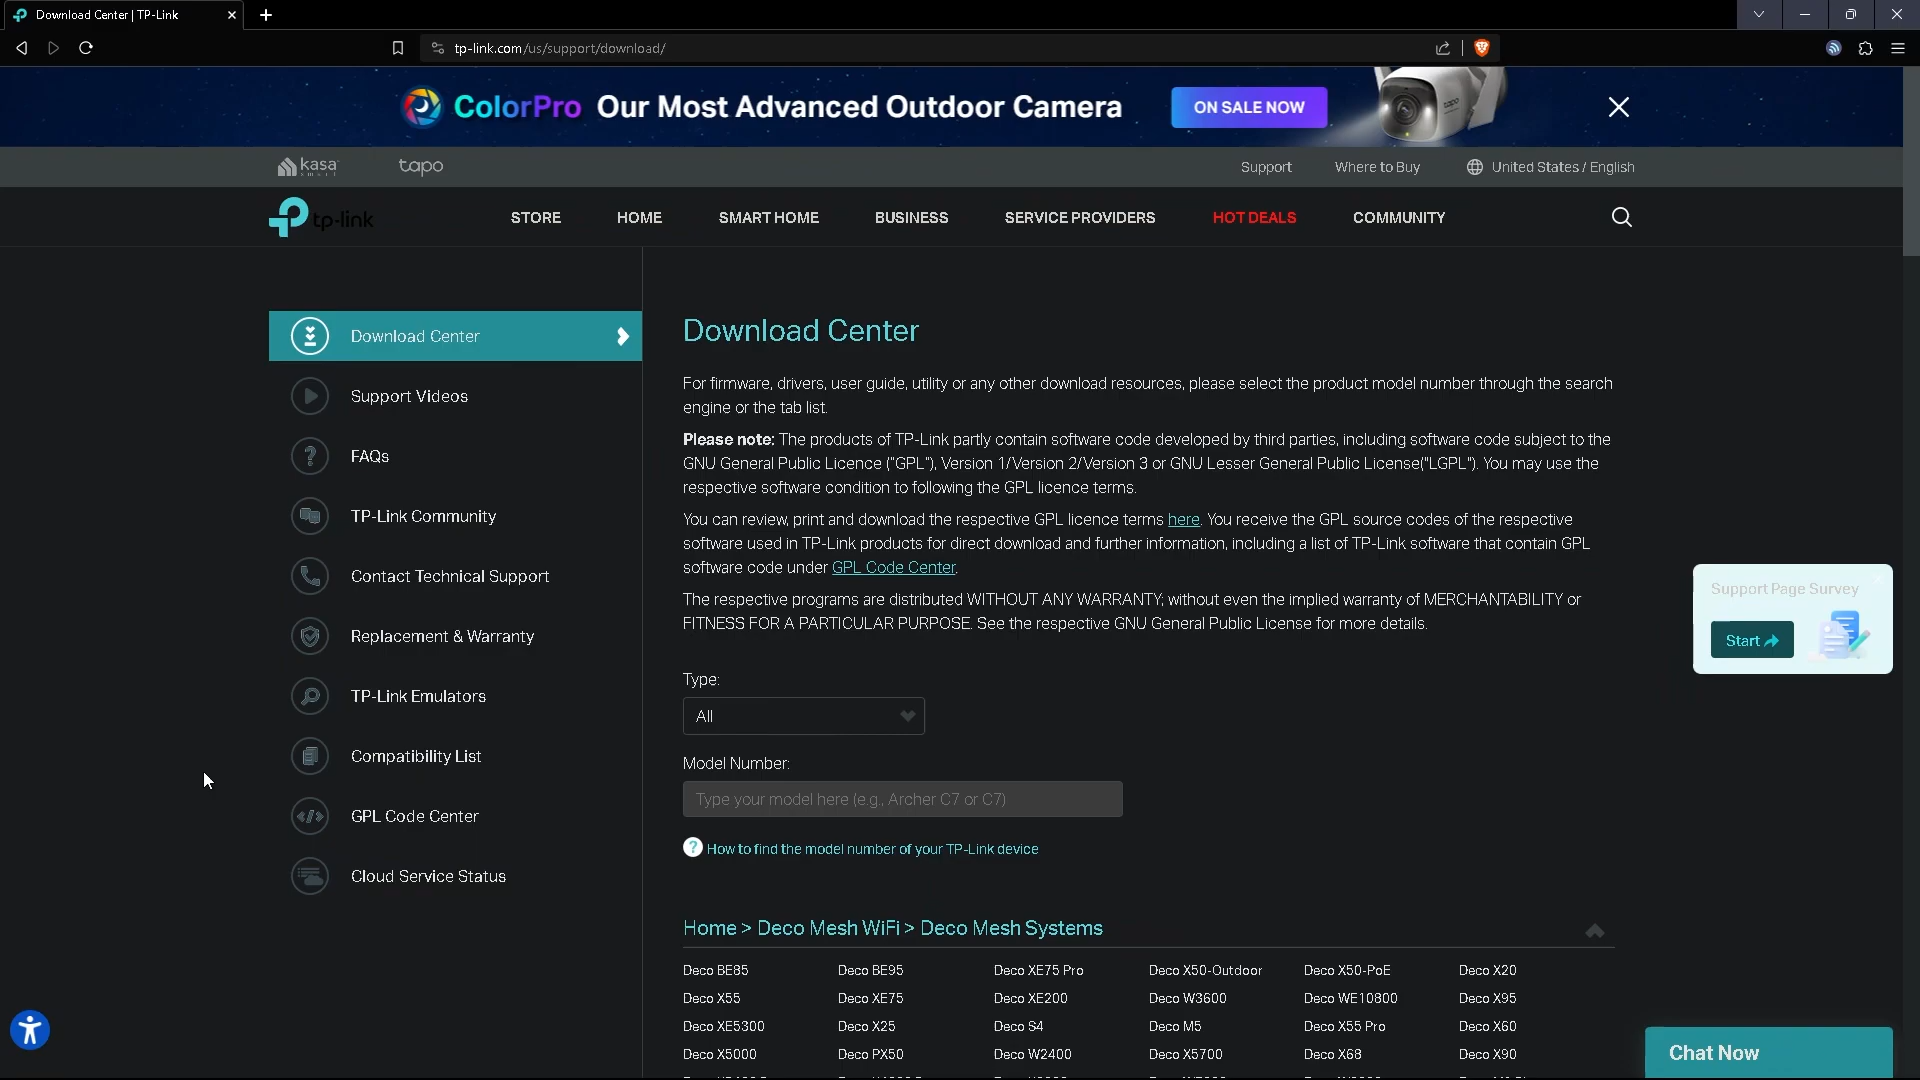 Download Center | TP-Link
tp-link.com/us/support/download/
ColorPro Our Most Advanced Outdoor Camera
ON SALE NOW
kasa
smart
tapo
Support
Where to Buy
United States / English
tp-link
STORE
HOME
SMART HOME
BUSINESS
SERVICE PROVIDERS
HOT DEALS
COMMUNITY
Download Center
Support Videos
FAQs
TP-Link Community
Contact Technical Support
Replacement & Warranty
TP-Link Emulators
Compatibility List
GPL Code Center
Cloud Service Status
Download Center
For firmware, drivers, user guide, utility or any other download resources, please select the product model number through the search
engine or the tab list.
Please note: The products of TP-Link partly contain software code developed by third parties, including software code subject to the
GNU General Public Licence ("GPL"), Version 1/Version 2/Version 3 or GNU Lesser General Public License("LGPL"). You may use the
respective software condition to following the GPL licence terms.
You can review, print and download the respective GPL licence terms here. You receive the GPL source codes of the respective
software used in TP-Link products for direct download and further information, including a list of TP-Link software that contain GPL
software code under GPL Code Center.
The respective programs are distributed WITHOUT ANY WARRANTY; without even the implied warranty of MERCHANTABILITY or
FITNESS FOR A PARTICULAR PURPOSE. See the respective GNU General Public License for more details.
Type:
All
Model Number:
Type your model here (e.g., Archer C7 or C7)
? How to find the model number of your TP-Link device
Home > Deco Mesh WiFi > Deco Mesh Systems
Deco BE85 Deco BE95 Deco XE75 Pro Deco X50-Outdoor Deco X50-PoE Deco X20
Deco X55 Deco XE75 Deco XE200 Deco W3600 Deco WE10800 Deco X95
Deco XE5300 Deco X25 Deco S4 Deco M5 Deco X55 Pro Deco X60
Deco X5000 Deco PX50 Deco W2400 Deco X5700 Deco X68 Deco X90
Support Page Survey
Start
Chat Now